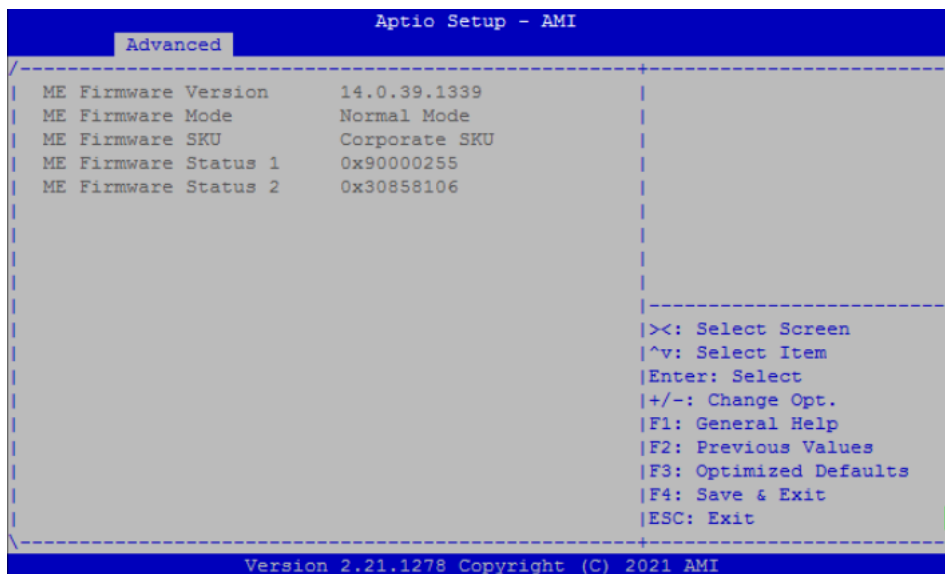 Aptio Setup - AMI
Advanced
ME Firmware Version 14.0.39.1339
ME Firmware Mode Normal Mode
ME Firmware SKU Corporate SKU
ME Firmware Status 1 0x90000255
ME Firmware Status 2 0x30858106
><: Select Screen
^v: Select Item
Enter: Select
+/-: Change Opt.
F1: General Help
F2: Previous Values
F3: Optimized Defaults
F4: Save & Exit
ESC: Exit
Version 2.21.1278 Copyright (C) 2021 AMI